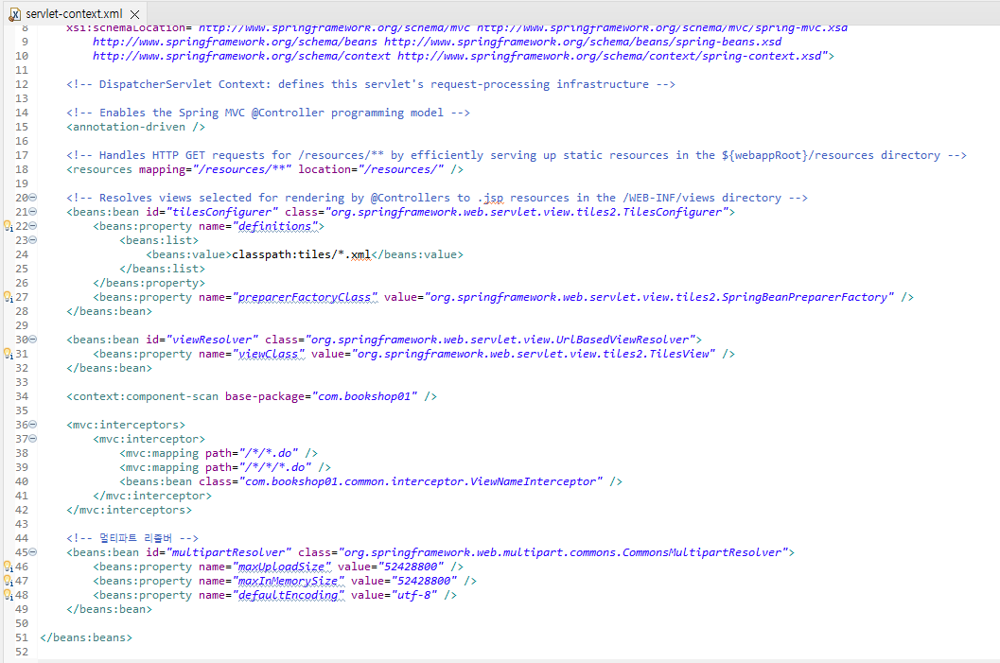 servlet-context.xml
8 xsi:schemaLocation="http://www.springframework.org/schema/mvc http://www.springframework.org/schema/mvc/spring-mvc.xsd
9 http://www.springframework.org/schema/beans http://www.springframework.org/schema/beans/spring-beans.xsd
10 http://www.springframework.org/schema/context http://www.springframework.org/schema/context/spring-context.xsd">
11
12 <!-- DispatcherServlet Context: defines this servlet's request-processing infrastructure -->
13
14 <!-- Enables the Spring MVC @Controller programming model -->
15 <annotation-driven />
16
17 <!-- Handles HTTP GET requests for /resources/** by efficiently serving up static resources in the ${webappRoot}/resources directory -->
18 <resources mapping="/resources/**" location="/resources/" />
19
20 <!-- Resolves views selected for rendering by @Controllers to .jsp resources in the /WEB-INF/views directory -->
21 <beans:bean id="tilesConfigurer" class="org.springframework.web.servlet.view.tiles2.TilesConfigurer">
22 <beans:property name="definitions">
23 <beans:list>
24 <beans:value>classpath:tiles/*.xml</beans:value>
25 </beans:list>
26 </beans:property>
27 <beans:property name="preparerFactoryClass" value="org.springframework.web.servlet.view.tiles2.SpringBeanPreparerFactory" />
28 </beans:bean>
29
30 <beans:bean id="viewResolver" class="org.springframework.web.servlet.view.UrlBasedViewResolver">
31 <beans:property name="viewClass" value="org.springframework.web.servlet.view.tiles2.TilesView" />
32 </beans:bean>
33
34 <context:component-scan base-package="com.bookshop01" />
35
36 <mvc:interceptors>
37 <mvc:interceptor>
38 <mvc:mapping path="/*/*.do" />
39 <mvc:mapping path="/*/*/*.do" />
40 <beans:bean class="com.bookshop01.common.interceptor.ViewNameInterceptor" />
41 </mvc:interceptor>
42 </mvc:interceptors>
43
44 <!-- 멀티파트 리졸버 -->
45 <beans:bean id="multipartResolver" class="org.springframework.web.multipart.commons.CommonsMultipartResolver">
46 <beans:property name="maxUploadSize" value="52428800" />
47 <beans:property name="maxInMemorySize" value="52428800" />
48 <beans:property name="defaultEncoding" value="utf-8" />
49 </beans:bean>
50
51 </beans:beans>
52